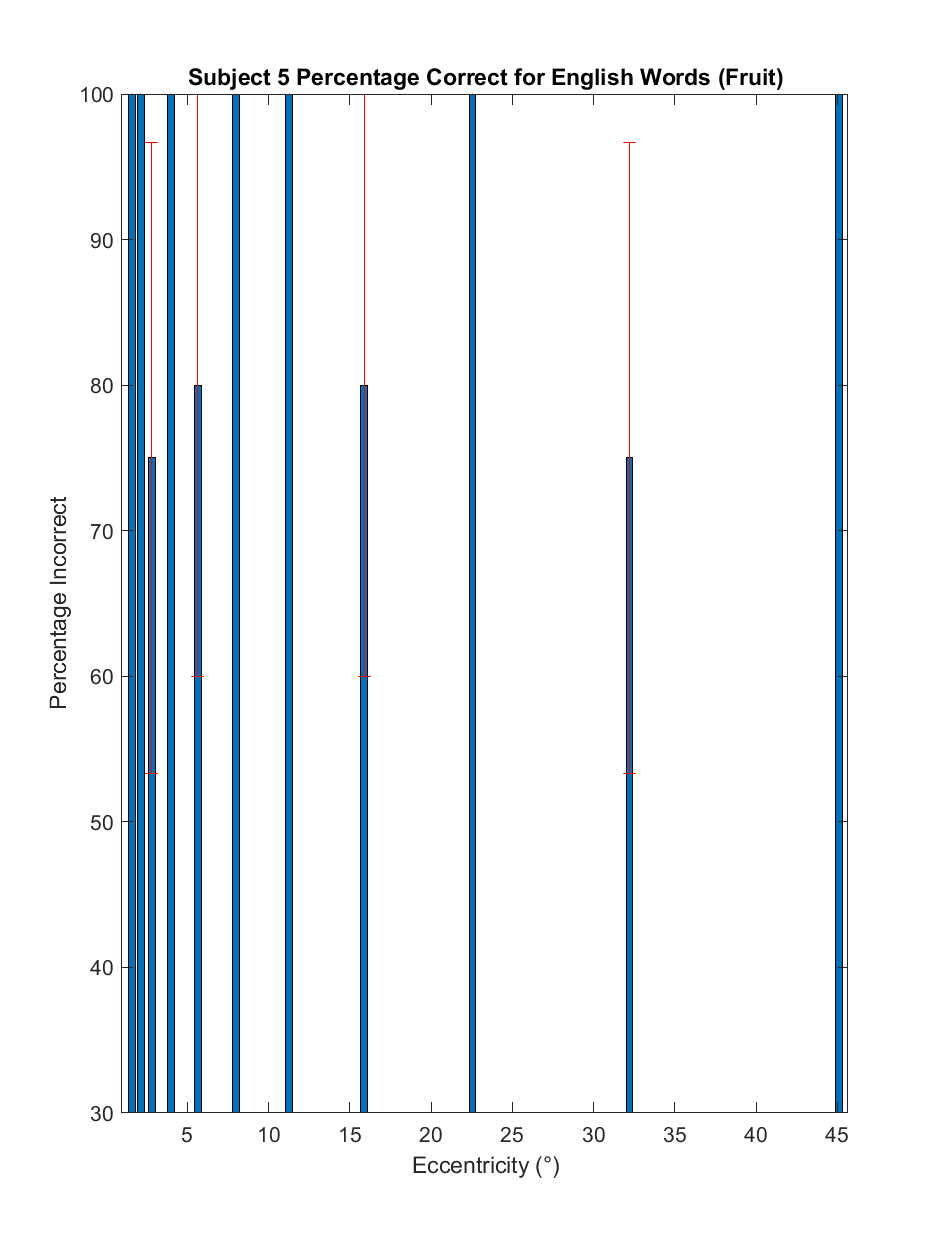 Subject 5 Percentage Correct for English Words (Fruit)
100
90
80
70
60
50
40
30
Percentage Incorrect
5 10 15 20 25 30 35 40 45
Eccentricity (°)